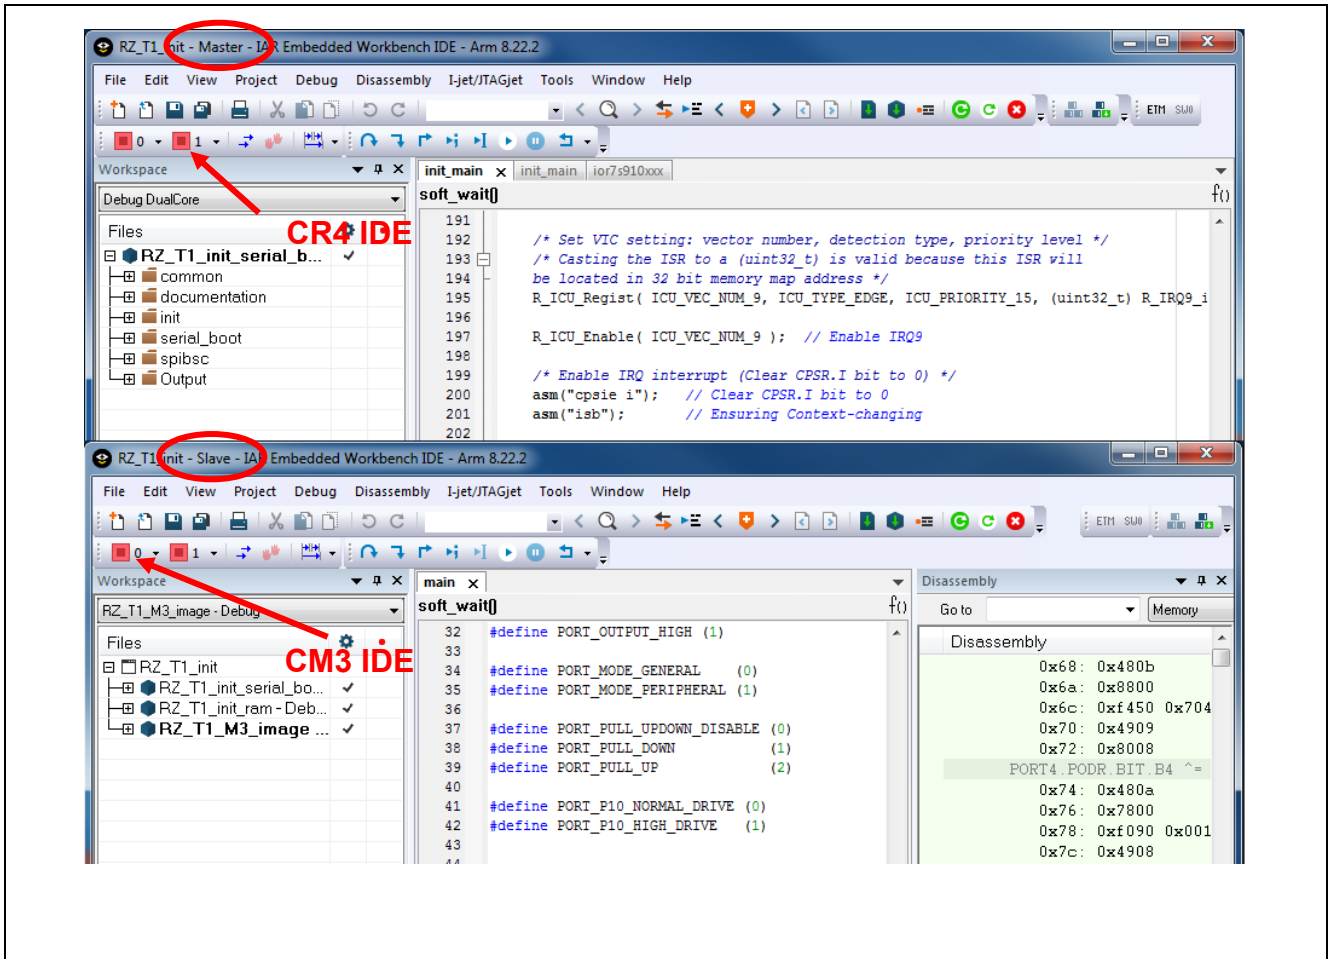 RZ_T1_init - Master - IAR Embedded Workbench IDE - Arm 8.22.2
File Edit View Project Debug Disassembly I-jet/JTAGjet Tools Window Help
ETM SWO
0 1
Workspace
init_main init_main ior7s910xxx
Debug DualCore
soft_wait() f()
Files
CR4 IDE
RZ_T1_init_serial_b...
common
documentation
init
serial_boot
spibsc
Output
191
192 /* Set VIC setting: vector number, detection type, priority level */
193 /* Casting the ISR to a (uint32_t) is valid because this ISR will
194 be located in 32 bit memory map address */
195 R_ICU_Regist( ICU_VEC_NUM_9, ICU_TYPE_EDGE, ICU_PRIORITY_15, (uint32_t) R_IRQ9_i
196
197 R_ICU_Enable( ICU_VEC_NUM_9 ); // Enable IRQ9
198
199 /* Enable IRQ interrupt (Clear CPSR.I bit to 0) */
200 asm("cpsie i"); // Clear CPSR.I bit to 0
201 asm("isb"); // Ensuring Context-changing
202
RZ_T1_init - Slave - IAR Embedded Workbench IDE - Arm 8.22.2
File Edit View Project Debug Disassembly I-jet/JTAGjet Tools Window Help
ETM SWO
0 1
Workspace
main
RZ_T1_M3_image - Debug
soft_wait() f()
Files
CM3 IDE
RZ_T1_init
RZ_T1_init_serial_bo...
RZ_T1_init_ram - Deb...
RZ_T1_M3_image ...
32 #define PORT_OUTPUT_HIGH (1)
33
34 #define PORT_MODE_GENERAL (0)
35 #define PORT_MODE_PERIPHERAL (1)
36
37 #define PORT_PULL_UPDOWN_DISABLE (0)
38 #define PORT_PULL_DOWN (1)
39 #define PORT_PULL_UP (2)
40
41 #define PORT_P10_NORMAL_DRIVE (0)
42 #define PORT_P10_HIGH_DRIVE (1)
43
44
Disassembly
Go to Memory
Disassembly
0x68: 0x480b
0x6a: 0x8800
0x6c: 0xf450 0x704
0x70: 0x4909
0x72: 0x8008
PORT4.PODR.BIT.B4 ^=
0x74: 0x480a
0x76: 0x7800
0x78: 0xf090 0x001
0x7c: 0x4908